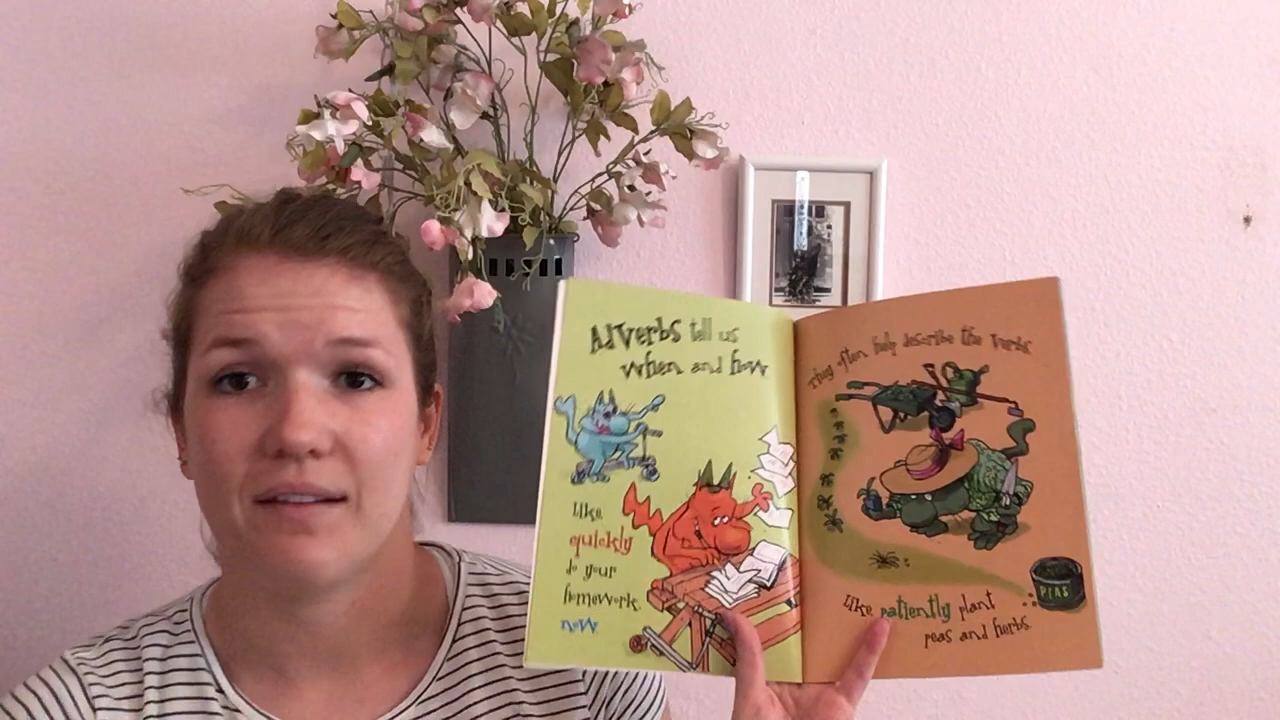 Adverbs tell us
when and how
Like
quickly
do your
homework,
now.
They often help describe the verbs.
PEAS
Like patiently plant
peas and herbs.